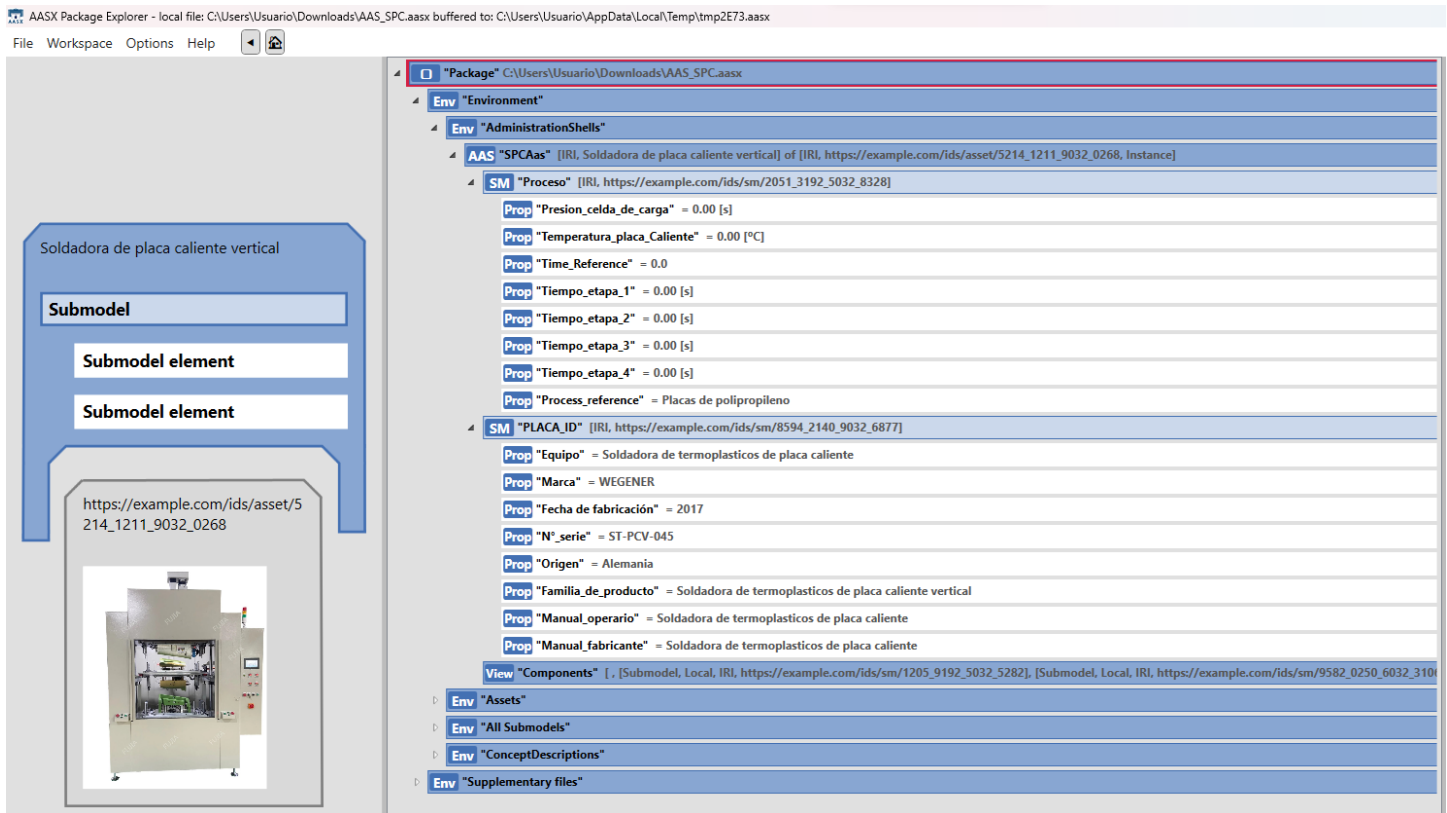 AASX Package Explorer - local file: C:\Users\Usuario\Downloads\AAS_SPC.aasx buffered to: C:\Users\Usuario\AppData\Local\Temp\tmp2E73.aasx
File Workspace Options Help
Soldadora de placa caliente vertical
Submodel
Submodel element
Submodel element
https://example.com/ids/asset/5
214_1211_9032_0268
"Package" C:\Users\Usuario\Downloads\AAS_SPC.aasx
Env "Environment"
Env "AdministrationShells"
AAS "SPCAas" [IRI, Soldadora de placa caliente vertical] of [IRI, https://example.com/ids/asset/5214_1211_9032_0268, Instance]
SM "Proceso" [IRI, https://example.com/ids/sm/2051_3192_5032_8328]
Prop "Presion_celda_de_carga" = 0.00 [s]
Prop "Temperatura_placa_Caliente" = 0.00 [ºC]
Prop "Time_Reference" = 0.0
Prop "Tiempo_etapa_1" = 0.00 [s]
Prop "Tiempo_etapa_2" = 0.00 [s]
Prop "Tiempo_etapa_3" = 0.00 [s]
Prop "Tiempo_etapa_4" = 0.00 [s]
Prop "Process_reference" = Placas de polipropileno
SM "PLACA_ID" [IRI, https://example.com/ids/sm/8594_2140_9032_6877]
Prop "Equipo" = Soldadora de termoplasticos de placa caliente
Prop "Marca" = WEGENER
Prop "Fecha de fabricación" = 2017
Prop "N°_serie" = ST-PCV-045
Prop "Origen" = Alemania
Prop "Familia_de_producto" = Soldadora de termoplasticos de placa caliente vertical
Prop "Manual_operario" = Soldadora de termoplasticos de placa caliente
Prop "Manual_fabricante" = Soldadora de termoplasticos de placa caliente
View "Components" [ , [Submodel, Local, IRI, https://example.com/ids/sm/1205_9192_5032_5282], [Submodel, Local, IRI, https://example.com/ids/sm/9582_0250_6032_310
Env "Assets"
Env "All Submodels"
Env "ConceptDescriptions"
Env "Supplementary files"